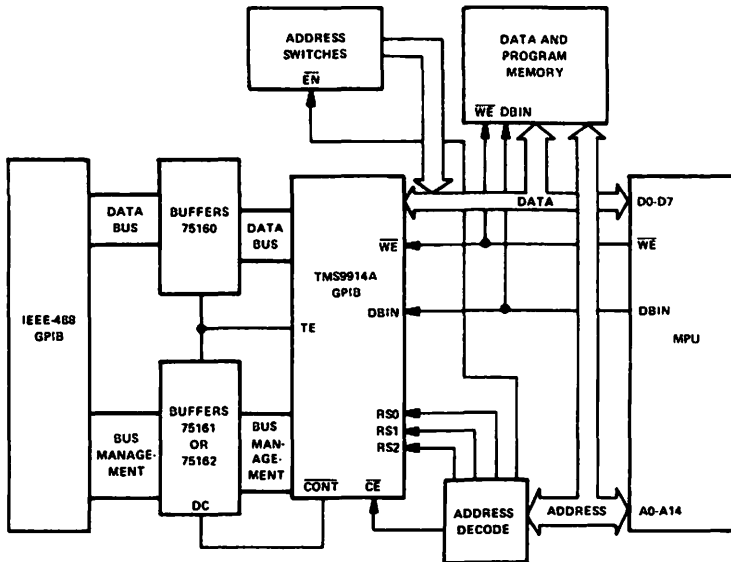 ADDRESS
SWITCHES
EN
DATA AND
PROGRAM
MEMORY
WE DBIN
IEEE-488
GPIB
DATA
BUS
BUFFERS
75160
DATA
BUS
TMS9914A
GPIB
WE
DBIN
TE
RS0
RS1
RS2
CONT
CE
DATA
D0-D7
WE
DBIN
MPU
A0-A14
BUS
MANAGE-
MENT
BUFFERS
75161
OR
75162
DC
BUS
MAN-
AGE-
MENT
ADDRESS
DECODE
ADDRESS